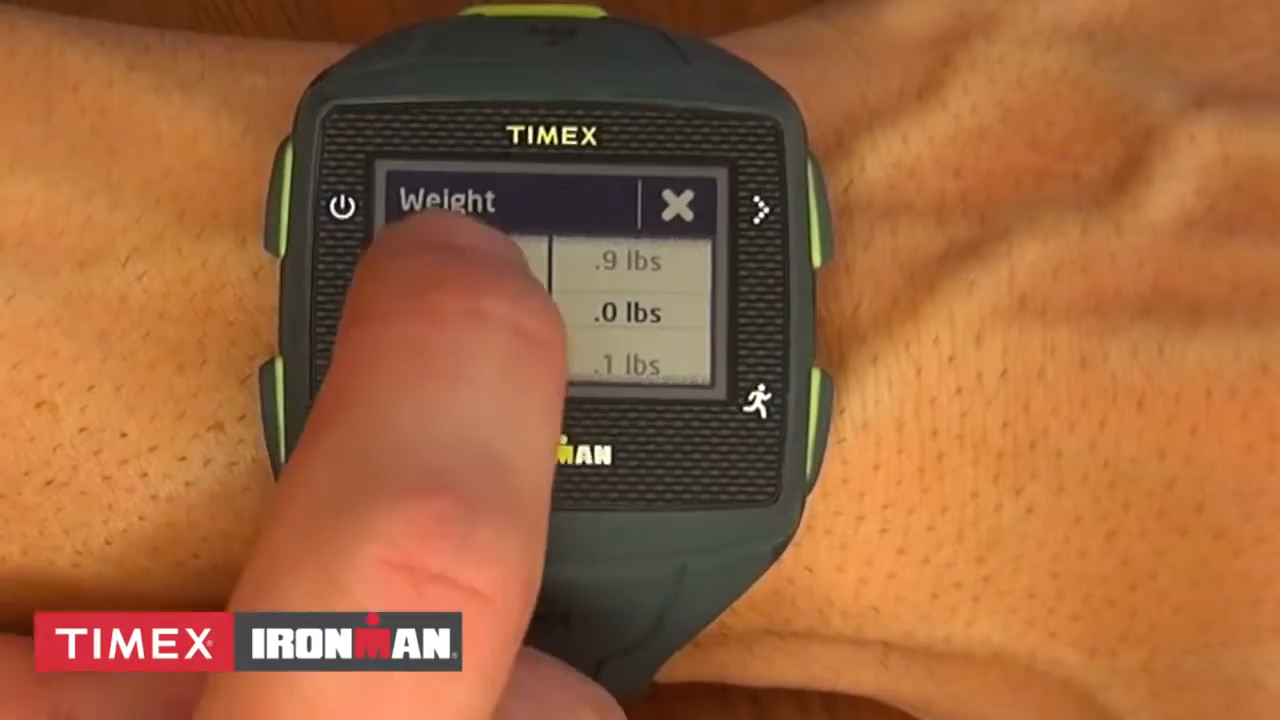 TIMEX
Weight
.9 lbs
.0 lbs
.1 lbs
MAN
TIMEX IRONMAN